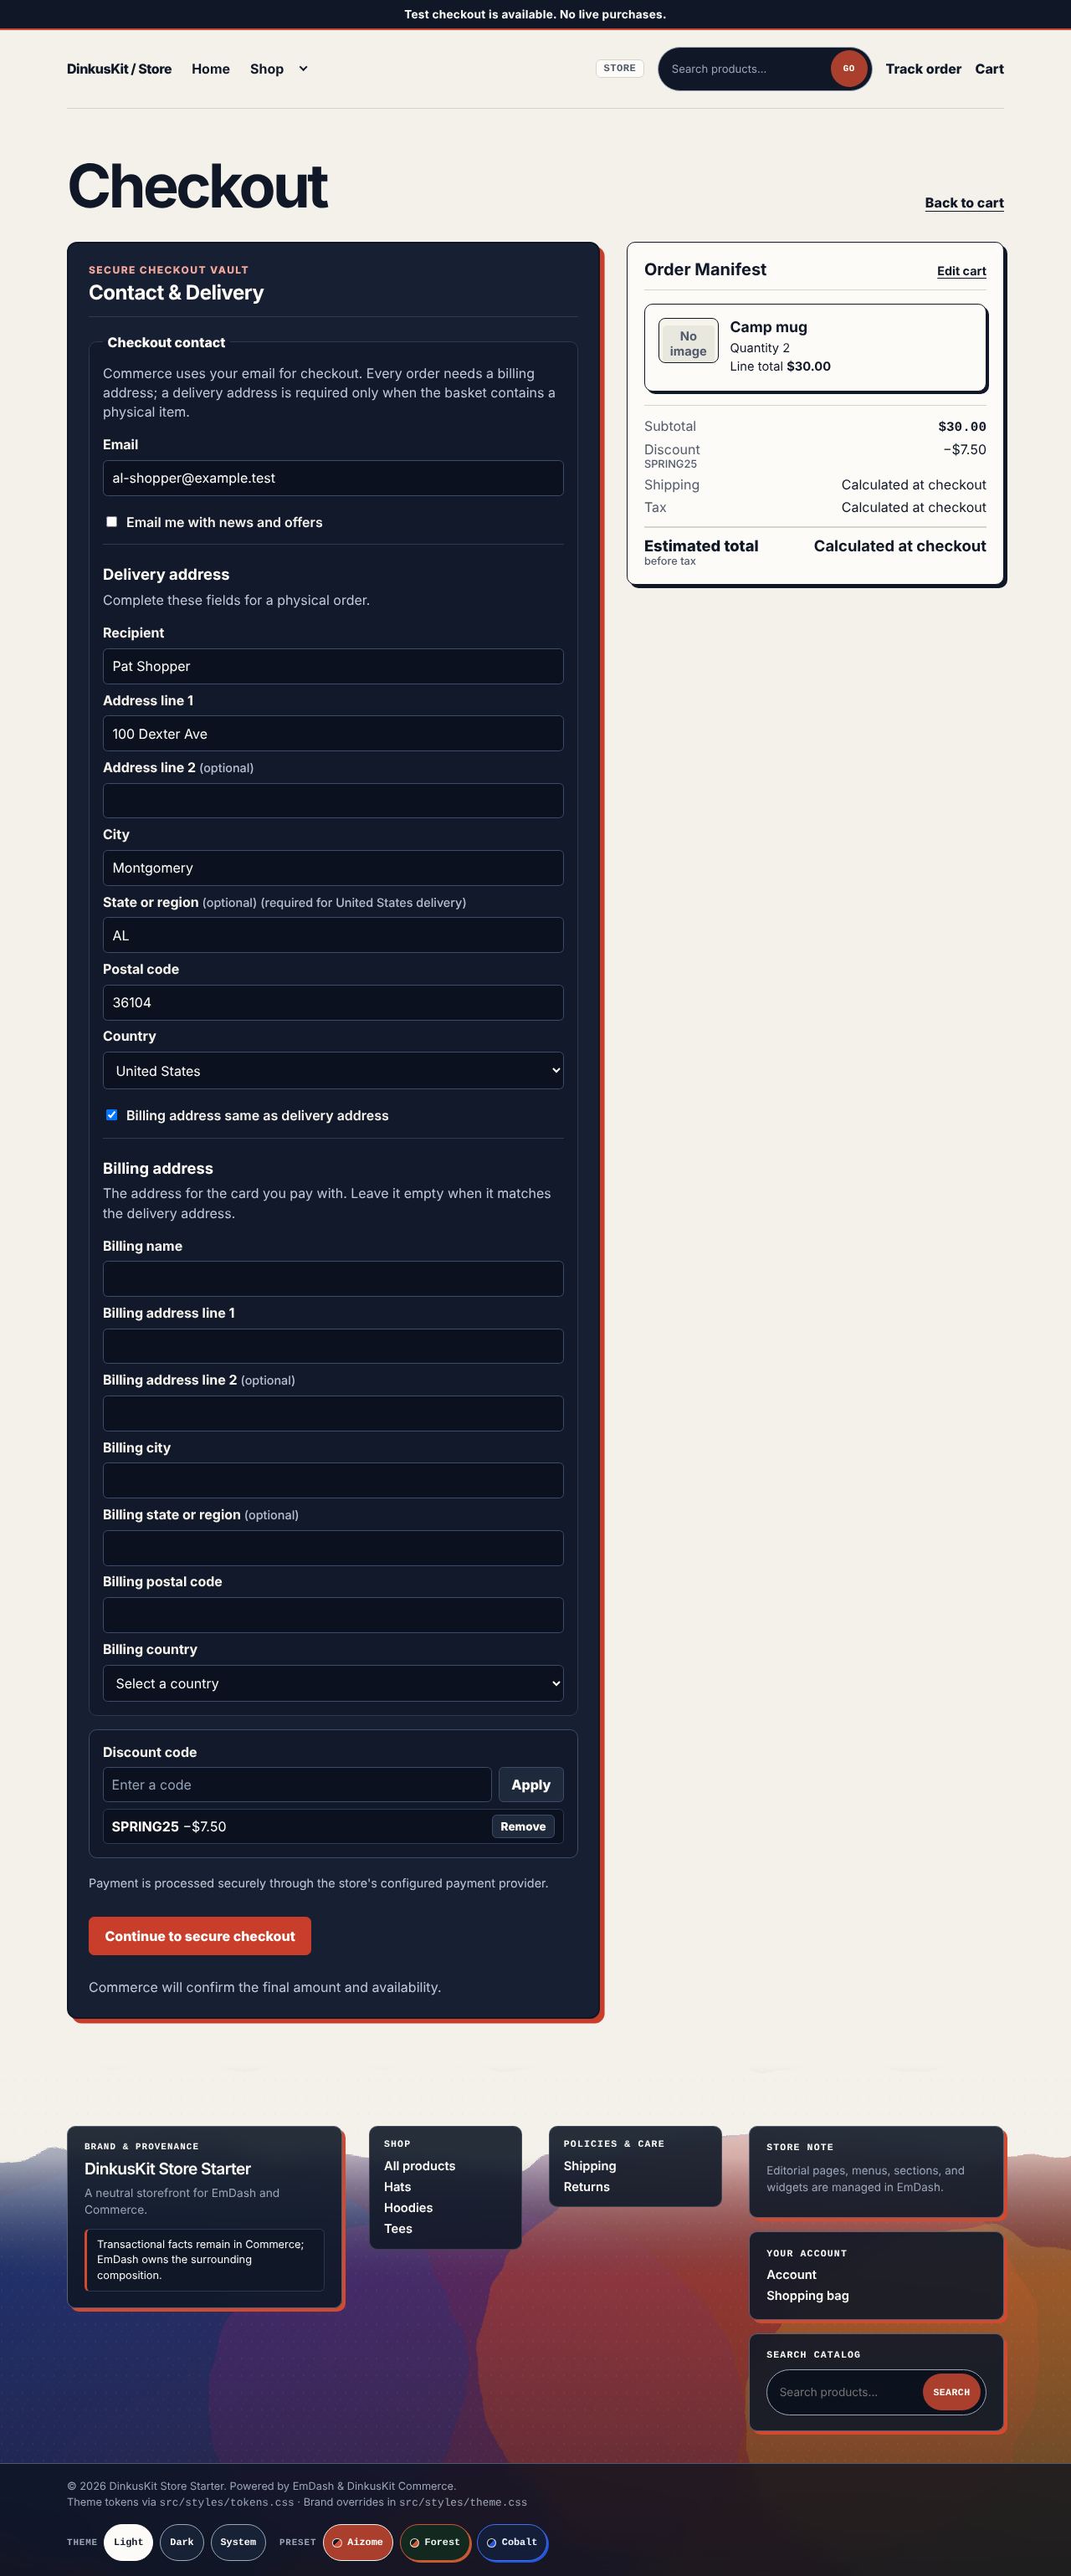 Test checkout is available. No live purchases.
DinkusKit / Store Home Shop STORE Search products... GO Track order Cart
Checkout
Back to cart
SECURE CHECKOUT VAULT
Contact & Delivery
Checkout contact
Commerce uses your email for checkout. Every order needs a billing
address; a delivery address is required only when the basket contains a
physical item.
Email
al-shopper@example.test
Email me with news and offers
Delivery address
Complete these fields for a physical order.
Recipient
Pat Shopper
Address line 1
100 Dexter Ave
Address line 2 (optional)
City
Montgomery
State or region (optional) (required for United States delivery)
AL
Postal code
36104
Country
United States
Billing address same as delivery address
Billing address
The address for the card you pay with. Leave it empty when it matches
the delivery address.
Billing name
Billing address line 1
Billing address line 2 (optional)
Billing city
Billing state or region (optional)
Billing postal code
Billing country
Select a country
Discount code
Enter a code Apply
SPRING25 −$7.50 Remove
Payment is processed securely through the store's configured payment provider.
Continue to secure checkout
Commerce will confirm the final amount and availability.
Order Manifest Edit cart
No
image
Camp mug
Quantity 2
Line total $30.00
Subtotal $30.00
Discount −$7.50
SPRING25
Shipping Calculated at checkout
Tax Calculated at checkout
Estimated total Calculated at checkout
before tax
BRAND & PROVENANCE
DinkusKit Store Starter
A neutral storefront for EmDash and
Commerce.
Transactional facts remain in Commerce;
EmDash owns the surrounding
composition.
SHOP
All products
Hats
Hoodies
Tees
POLICIES & CARE
Shipping
Returns
STORE NOTE
Editorial pages, menus, sections, and
widgets are managed in EmDash.
YOUR ACCOUNT
Account
Shopping bag
SEARCH CATALOG
Search products... SEARCH
© 2026 DinkusKit Store Starter. Powered by EmDash & DinkusKit Commerce.
Theme tokens via src/styles/tokens.css · Brand overrides in src/styles/theme.css
THEME Light Dark System PRESET Aizome Forest Cobalt